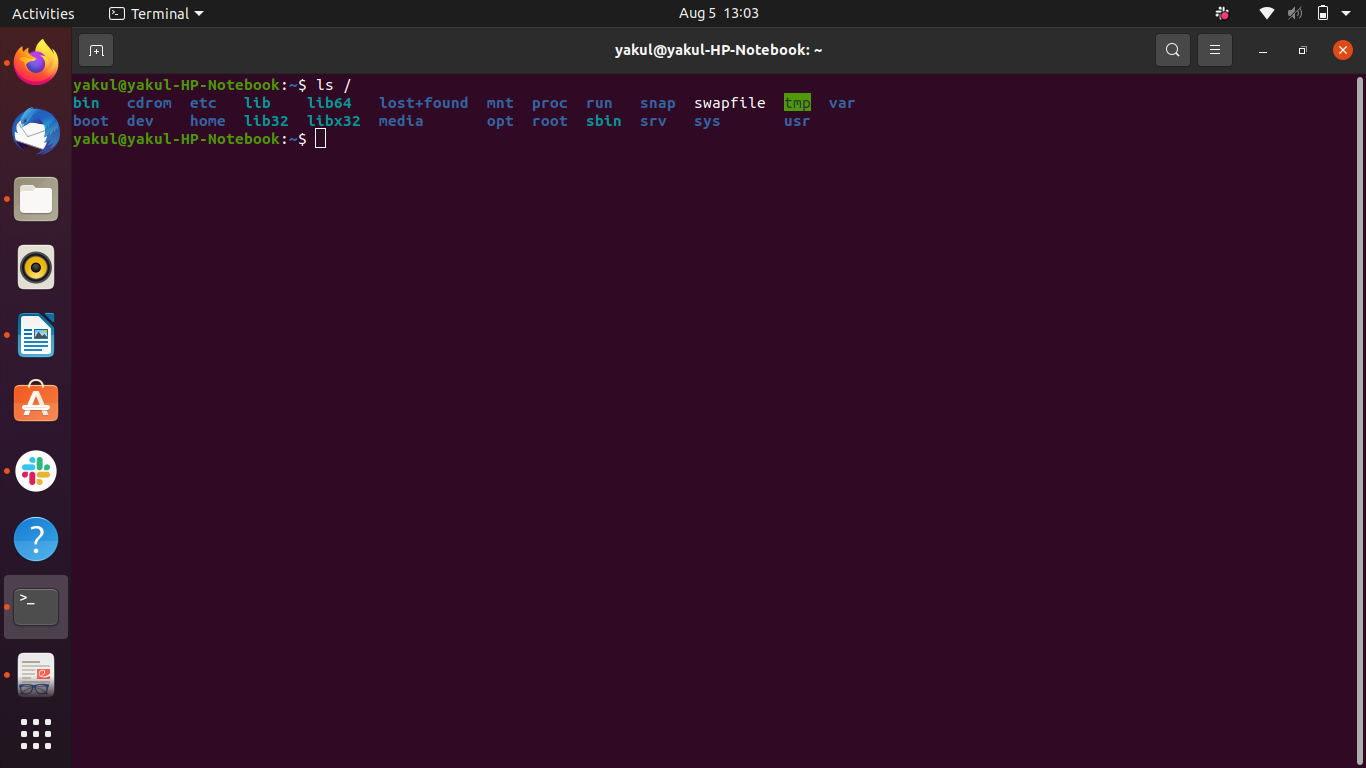 Activities Terminal Aug 5 13:03
yakul@yakul-HP-Notebook: ~
yakul@yakul-HP-Notebook:~$ ls /
bin cdrom etc lib lib64 lost+found mnt proc run snap swapfile tmp var
boot dev home lib32 libx32 media opt root sbin srv sys usr
yakul@yakul-HP-Notebook:~$